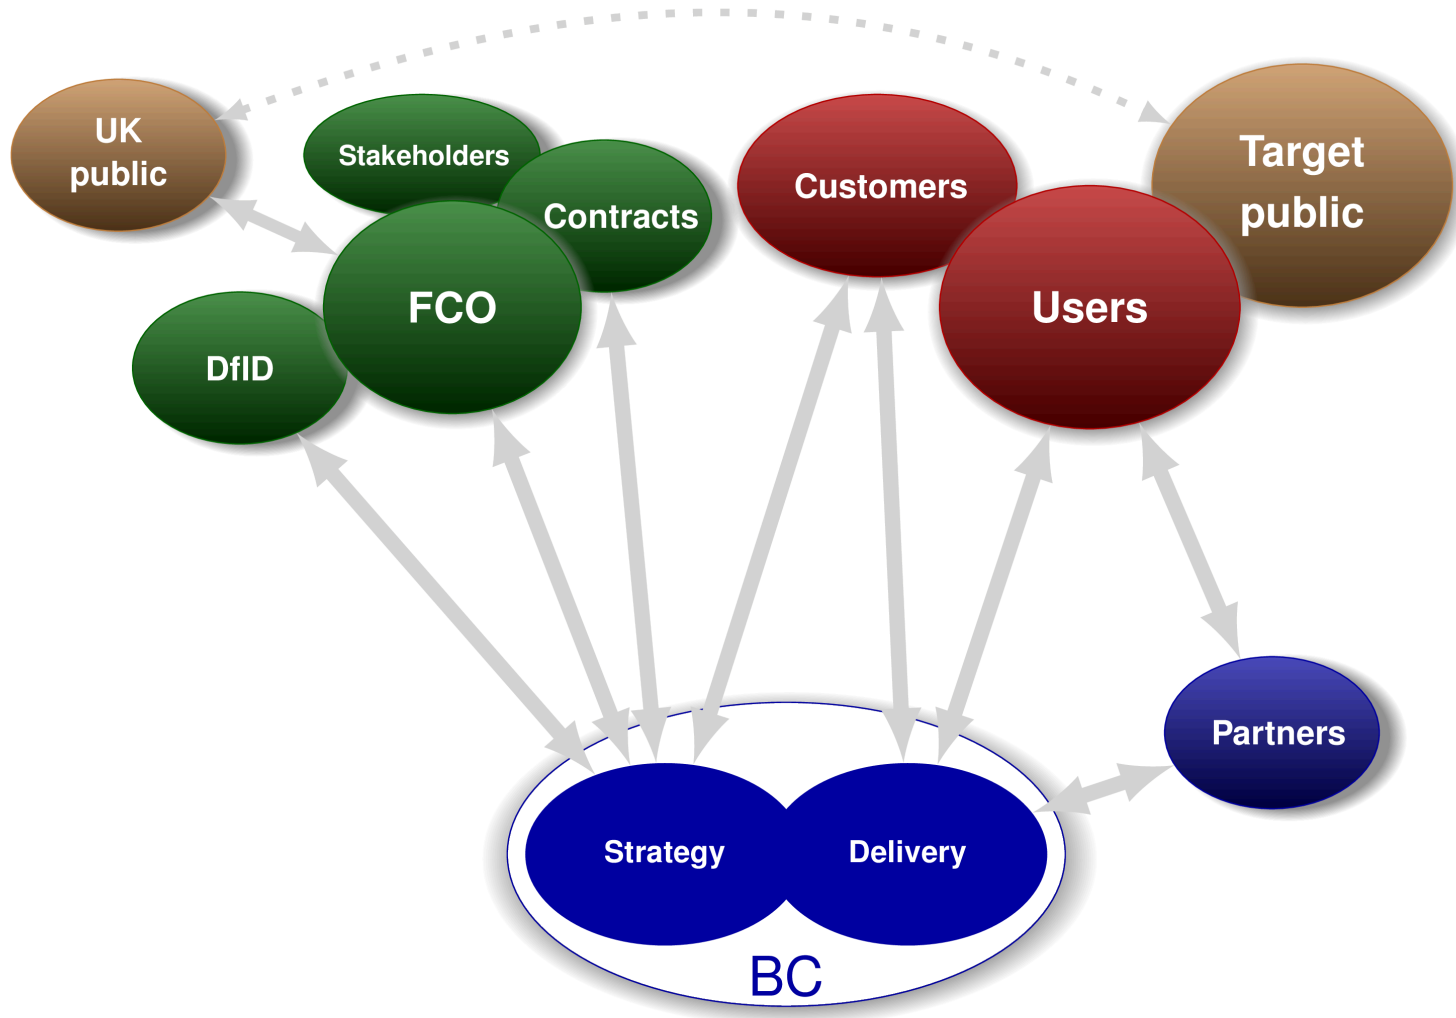 UK
public
Stakeholders
Contracts
Customers
Target
public
FCO
Users
DfID
Partners
Strategy
Delivery
BC